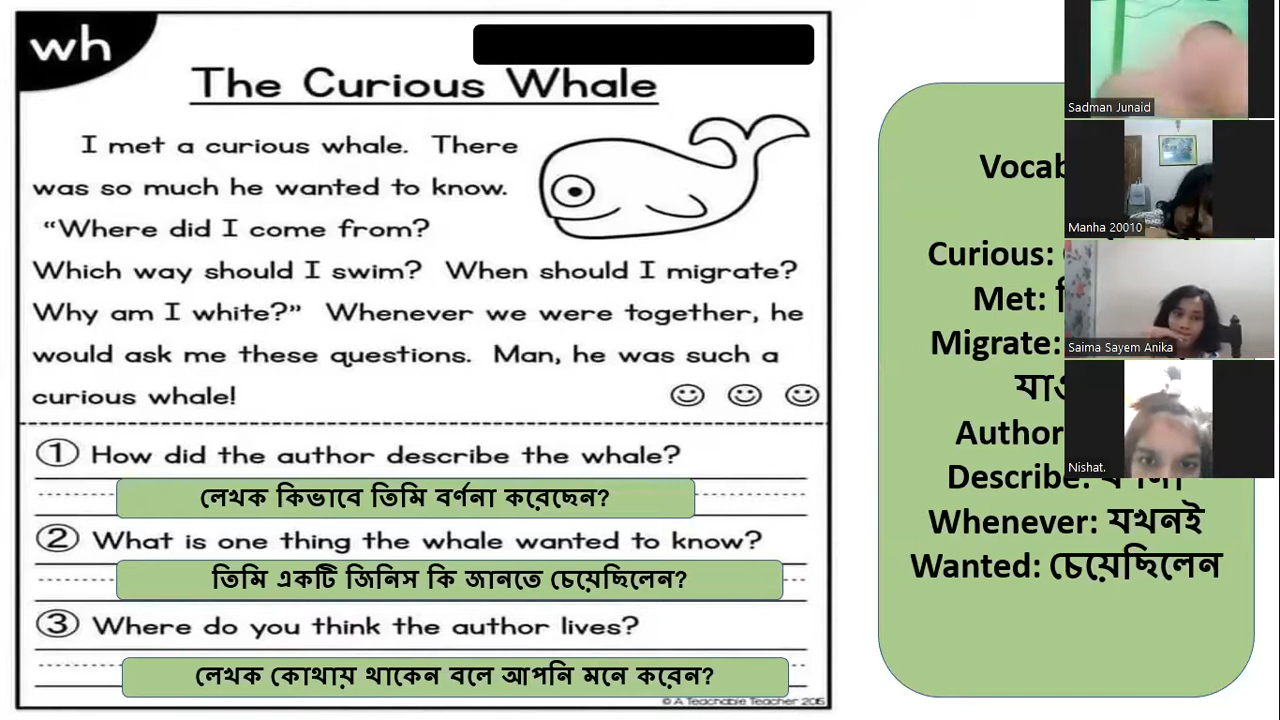 wh
The Curious Whale
I met a curious whale. There
was so much he wanted to know.
“Where did I come from?
Which way should I swim? When should I migrate?
Why am I white?” Whenever we were together, he
would ask me these questions. Man, he was such a
curious whale!
① How did the author describe the whale?
লেখক কিভাবে তিমি বর্ণনা করেছেন?
② What is one thing the whale wanted to know?
তিমি একটি জিনিস কি জানতে চেয়েছিলেন?
③ Where do you think the author lives?
লেখক কোথায় থাকেন বলে আপনি মনে করেন?
© A Teachable Teacher 2015
Curious:
Met:
Migrate:
Author
Describe:
Whenever: যখনই
Wanted: চেয়েছিলেন
Sadman Junaid
Manha 20010
Saima Sayem Anika
Nishat.